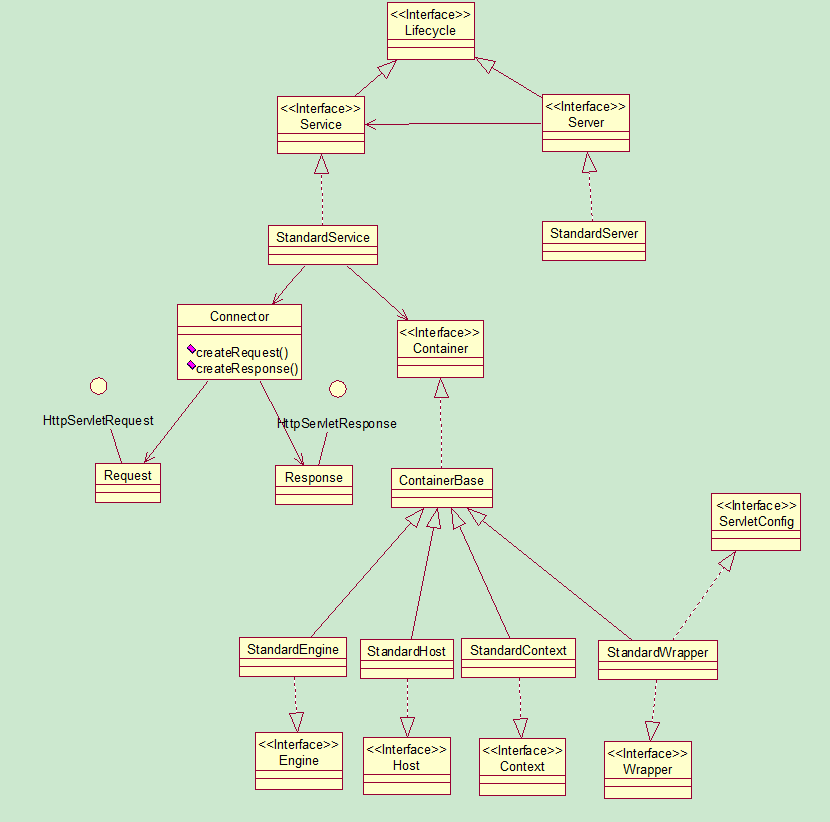 <<Interface>>
Lifecycle
<<Interface>>
Service
<<Interface>>
Server
StandardService
StandardServer
Connector
createRequest()
createResponse()
<<Interface>>
Container
HttpServletRequest
HttpServletResponse
Request
Response
ContainerBase
<<Interface>>
ServletConfig
StandardEngine
StandardHost
StandardContext
StandardWrapper
<<Interface>>
Engine
<<Interface>>
Host
<<Interface>>
Context
<<Interface>>
Wrapper